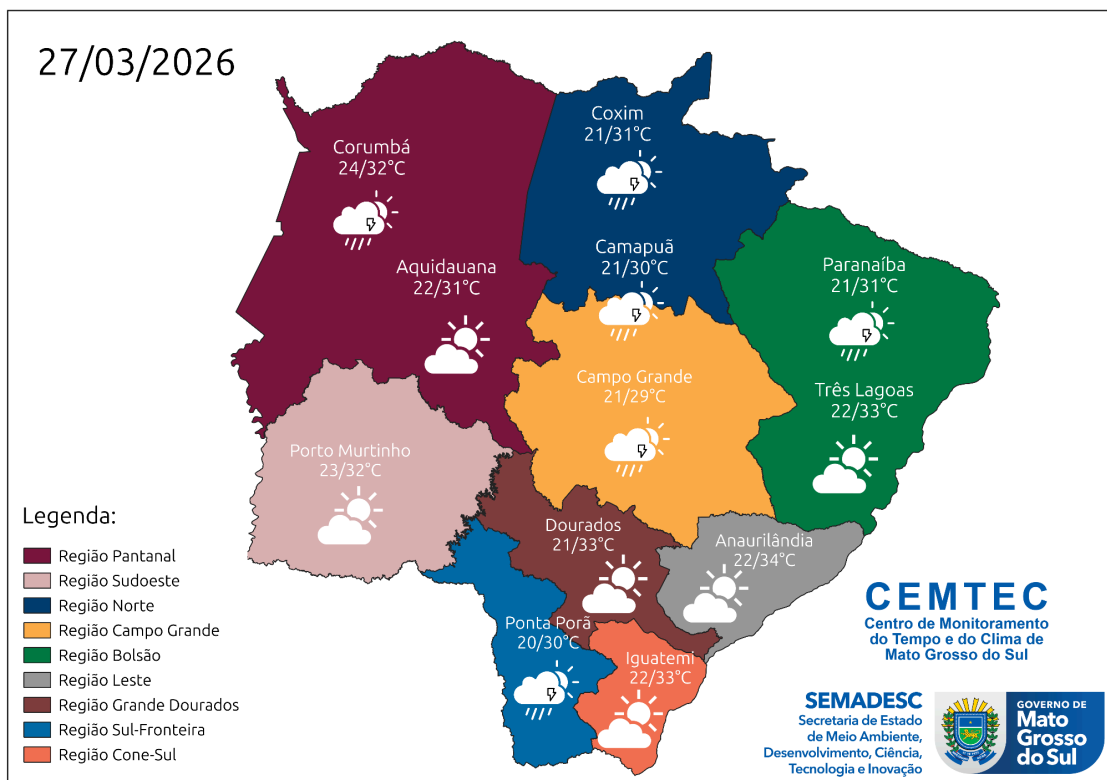 27/03/2026
Coxim
21/31°C
Corumbá
24/32°C
Camapuã
21/30°C
Aquidauana
22/31°C
Paranaíba
21/31°C
Campo Grande
21/29°C
Três Lagoas
22/33°C
Porto Murtinho
23/32°C
Dourados
21/33°C
Anaurilândia
22/34°C
Ponta Porã
20/30°C
Iguatemi
22/33°C
Legenda:
Região Pantanal
Região Sudoeste
Região Norte
Região Campo Grande
Região Bolsão
Região Leste
Região Grande Dourados
Região Sul-Fronteira
Região Cone-Sul
CEMTEC
Centro de Monitoramento
do Tempo e do Clima de
Mato Grosso do Sul
SEMADESC
Secretaria de Estado
de Meio Ambiente,
Desenvolvimento, Ciência,
Tecnologia e Inovação
GOVERNO DE
Mato
Grosso
do Sul